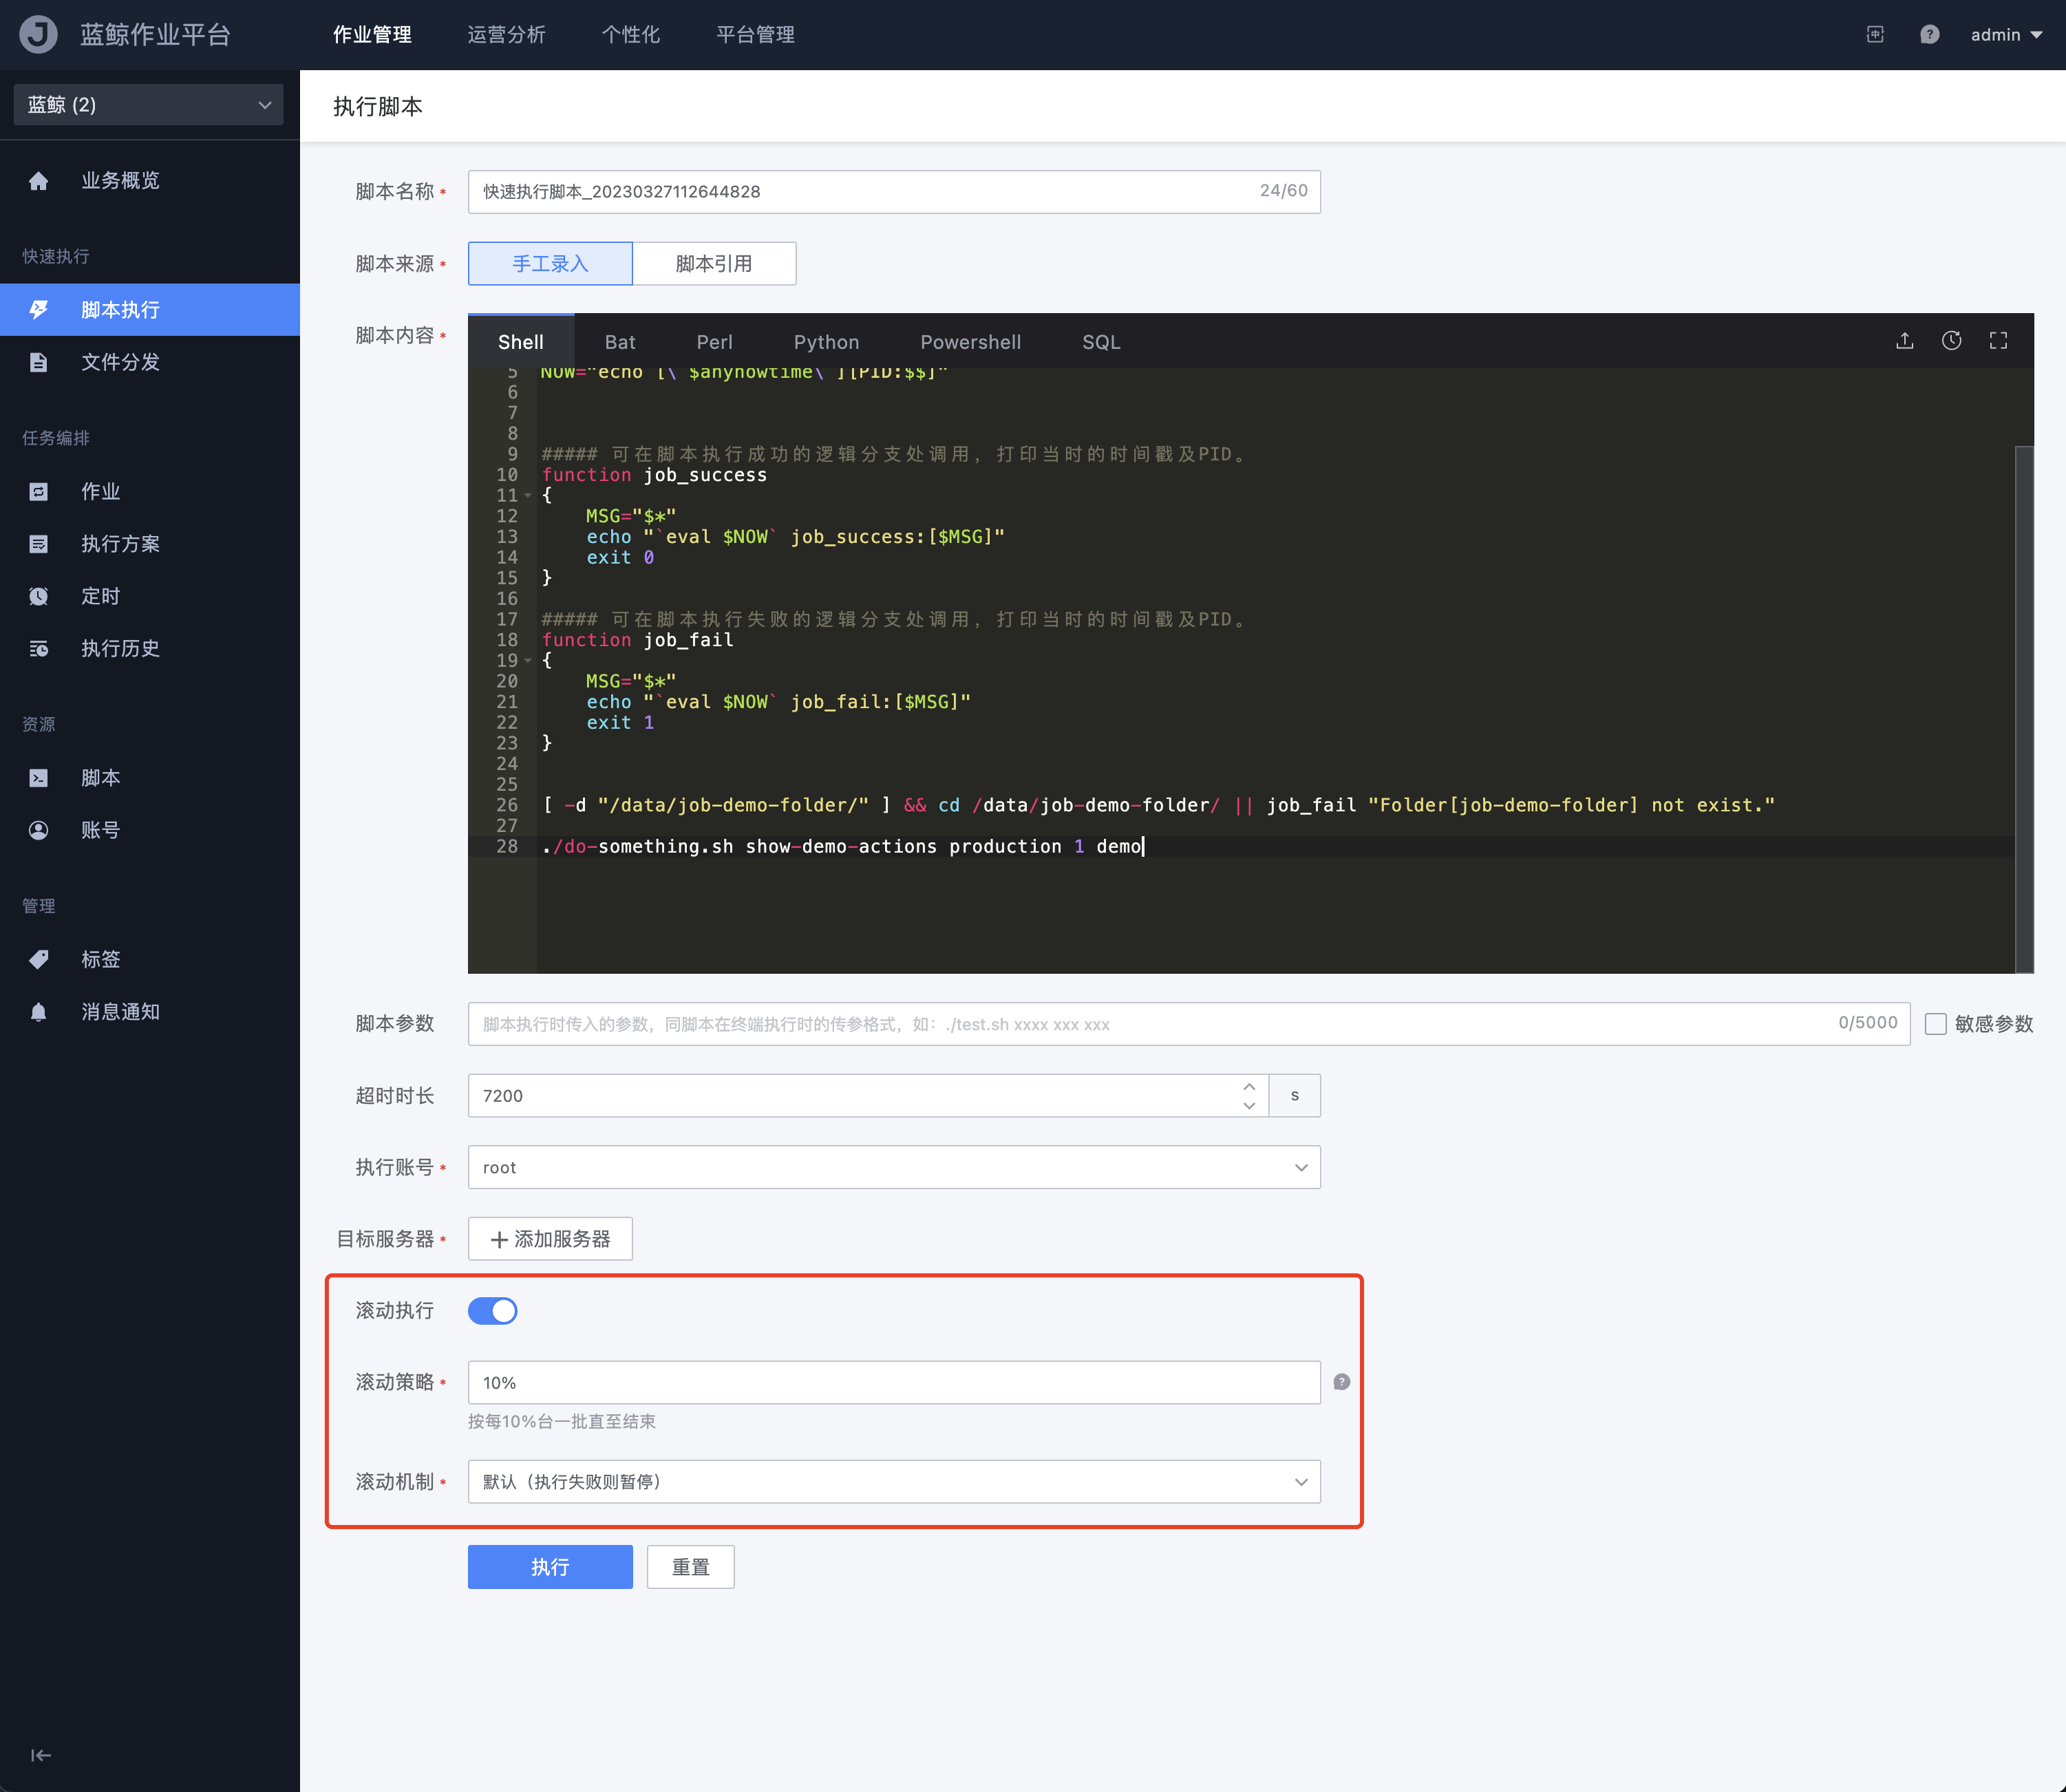 蓝鲸作业平台 作业管理 运营分析 个性化 平台管理 admin
蓝鲸 (2)
业务概览
快速执行
脚本执行
文件分发
任务编排
作业
执行方案
定时
执行历史
资源
脚本
账号
管理
标签
消息通知
执行脚本
脚本名称* 快速执行脚本_20230327112644828 24/60
脚本来源* 手工录入 脚本引用
脚本内容* Shell Bat Perl Python Powershell SQL
5 NOW="echo [\`$anynowtime\`][PID:$$]"
6
7
8
9 ##### 可在脚本执行成功的逻辑分支处调用，打印当时的时间戳及PID。
10 function job_success
11 {
12     MSG="$*"
13     echo "`eval $NOW` job_success:[$MSG]"
14     exit 0
15 }
16
17 ##### 可在脚本执行失败的逻辑分支处调用，打印当时的时间戳及PID。
18 function job_fail
19 {
20     MSG="$*"
21     echo "`eval $NOW` job_fail:[$MSG]"
22     exit 1
23 }
24
25
26 [ -d "/data/job-demo-folder/" ] && cd /data/job-demo-folder/ || job_fail "Folder[job-demo-folder] not exist."
27
28 ./do-something.sh show-demo-actions production 1 demo
脚本参数 脚本执行时传入的参数，同脚本在终端执行时的传参格式，如：./test.sh xxxx xxx xxx 0/5000 敏感参数
超时时长 7200 s
执行账号* root
目标服务器* 添加服务器
滚动执行
滚动策略* 10%
按每10%台一批直至结束
滚动机制* 默认（执行失败则暂停）
执行 重置